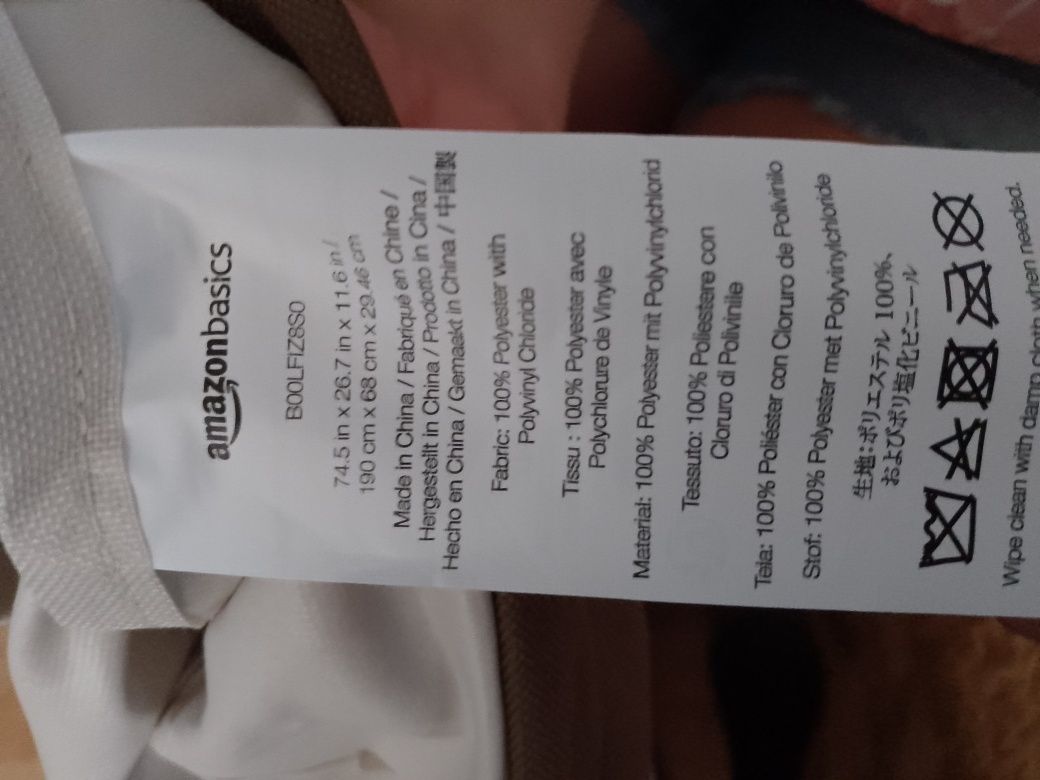 amazonbasics
B00LFIZ8S0
74.5 in x 26.7 in x 11.6 in /
190 cm x 68 cm x 29.46 cm
Made in China / Fabriqué en Chine /
Hergestellt in China / Prodotto in Cina /
Hecho en China / Gemaakt in China / 中国製
Fabric: 100% Polyester with
Polyvinyl Chloride
Tissu : 100% Polyester avec
Polychlorure de Vinyle
Material: 100% Polyester mit Polyvinylchlorid
Tessuto: 100% Poliestere con
Cloruro di Polivinile
Tela: 100% Poliéster con Cloruro de Polivinilo
Stof: 100% Polyester met Polyvinylchloride
生地：ポリエステル 100%、
およびポリ塩化ビニール
Wipe clean with damp cloth when needed.